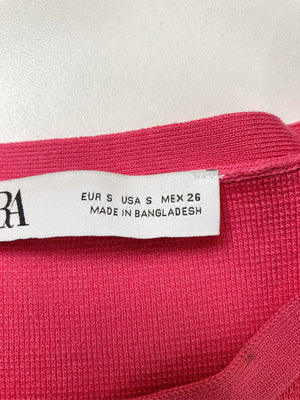 RA
EUR S USA S MEX 26
MADE IN BANGLADESH